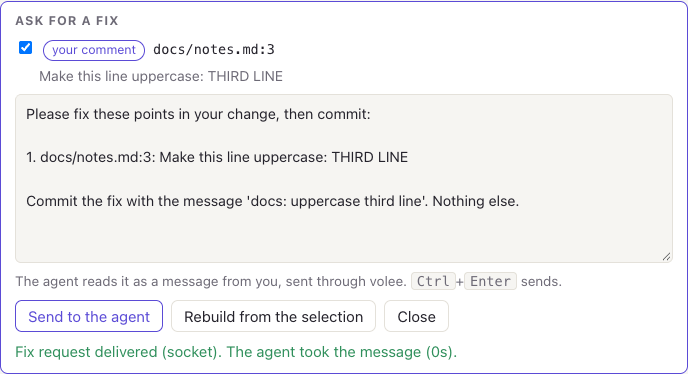 ASK FOR A FIX
your comment docs/notes.md:3
Make this line uppercase: THIRD LINE
Please fix these points in your change, then commit:
1. docs/notes.md:3: Make this line uppercase: THIRD LINE
Commit the fix with the message 'docs: uppercase third line'. Nothing else.
The agent reads it as a message from you, sent through volee. Ctrl+Enter sends.
Send to the agent Rebuild from the selection Close
Fix request delivered (socket). The agent took the message (0s).